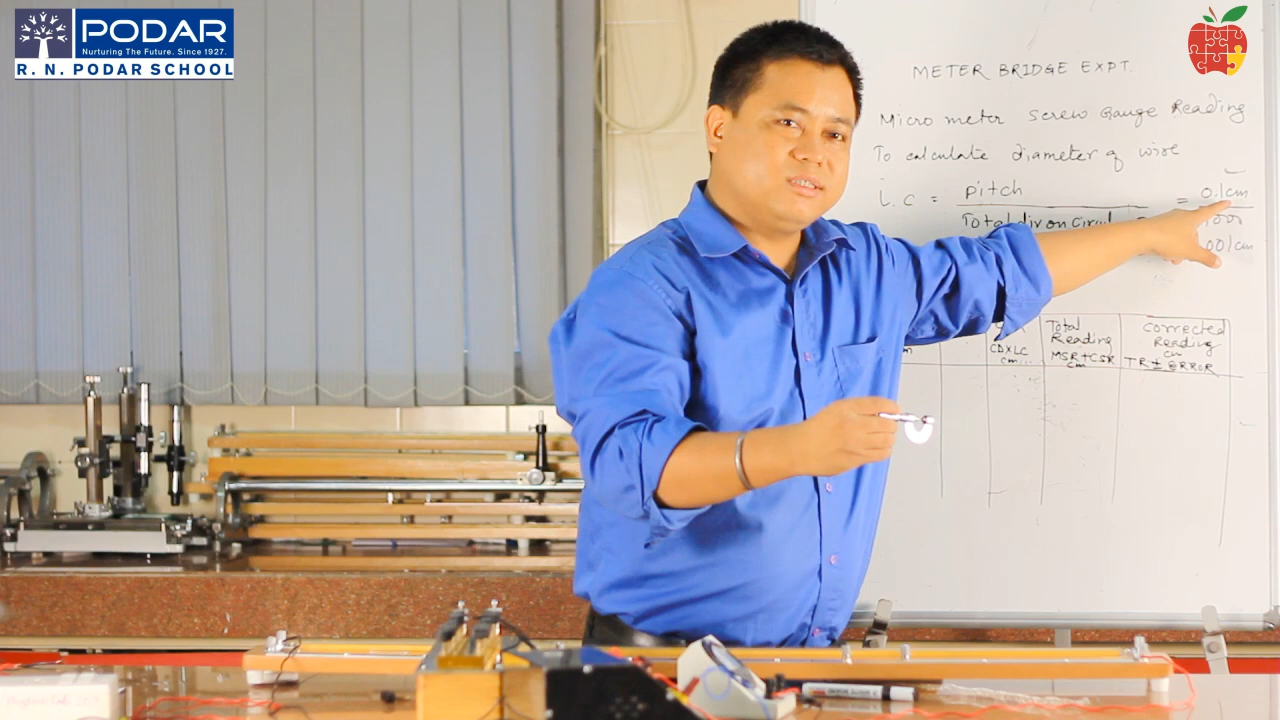 PODAR
Nurturing The Future. Since 1927.
R. N. PODAR SCHOOL
METER BRIDGE EXPT.
Micro meter Screw Gauge Reading
To calculate diameter of wire
L.C = pitch = 0.1cm
Total div on Circul
001cm
CDXLC
cm
Total
Reading
MSR+CSR
cm
Corrected
Reading
cm
TR ± ERROR